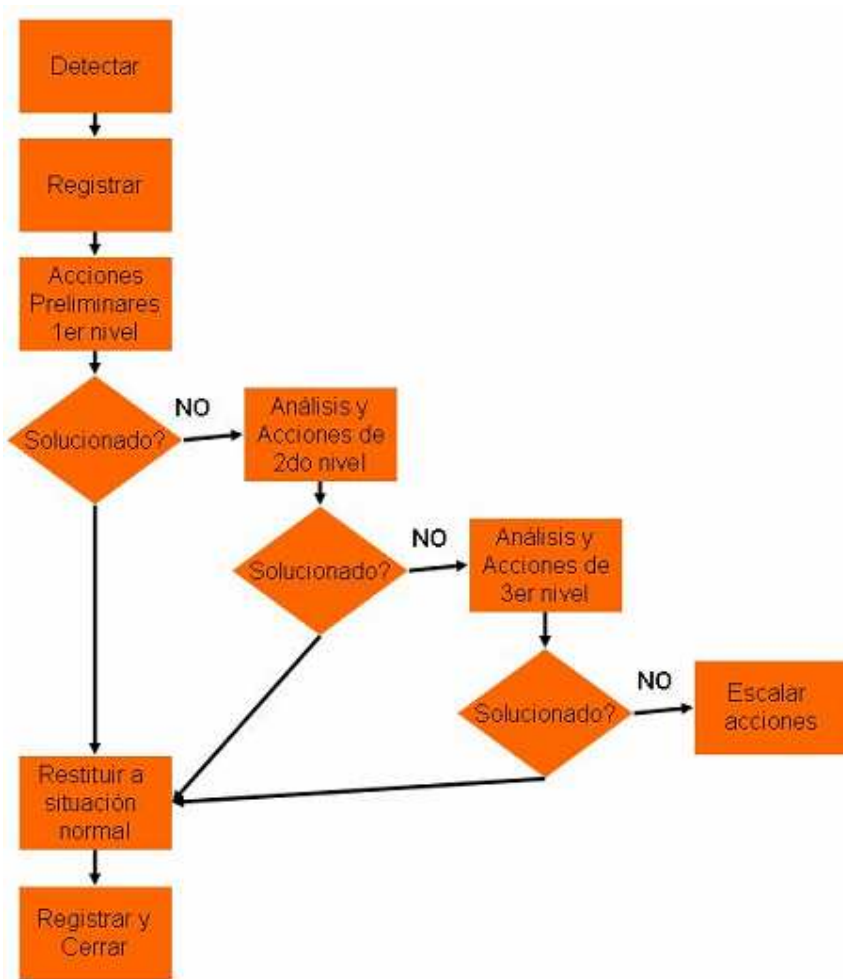 Detectar
Registrar
Acciones
Preliminares
1er nivel
Solucionado?
NO
Análisis y
Acciones de
2do nivel
Solucionado?
NO
Análisis y
Acciones de
3er nivel
Solucionado?
NO
Escalar
acciones
Restituir a
situación
normal
Registrar y
Cerrar